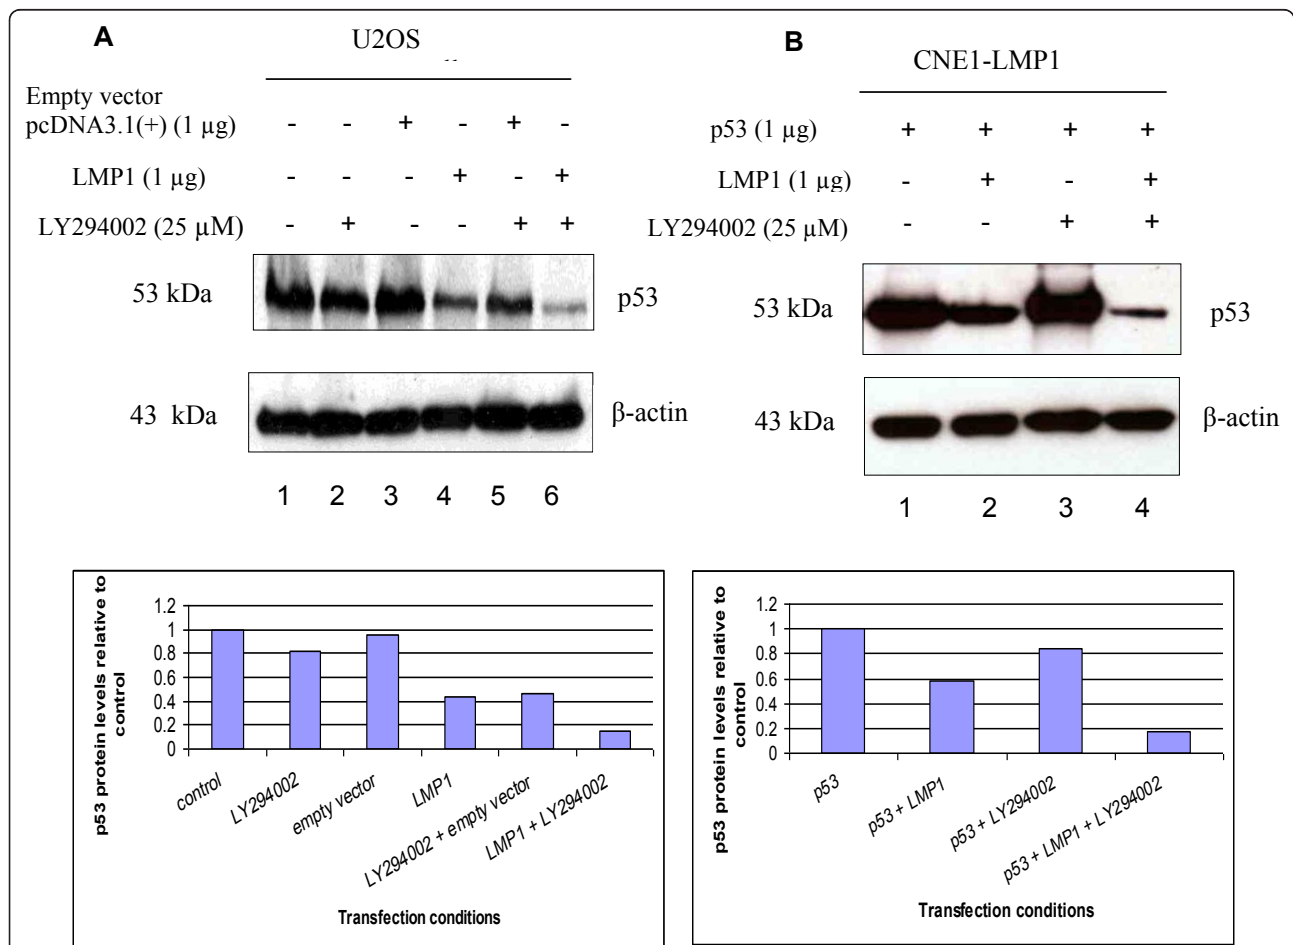 A
U2OS
Empty vector
pcDNA3.1(+) (1 µg) - - + - + -
LMP1 (1 µg) - - - + - +
LY294002 (25 µM) - + - - + +
53 kDa p53
43 kDa β-actin
1 2 3 4 5 6
p53 protein levels relative to
control
1.2
1
0.8
0.6
0.4
0.2
0
control
LY294002
empty vector
LMP1
LY294002 + empty vector
LMP1 + LY294002
Transfection conditions
B
CNE1-LMP1
p53 (1 µg) + + + +
LMP1 (1 µg) - + - +
LY294002 (25 µM) - - + +
53 kDa p53
43 kDa β-actin
1 2 3 4
p53 protein levels relative to
control
1.2
1
0.8
0.6
0.4
0.2
0
p53
p53 + LMP1
p53 + LY294002
p53 + LMP1 + LY294002
Transfection conditions